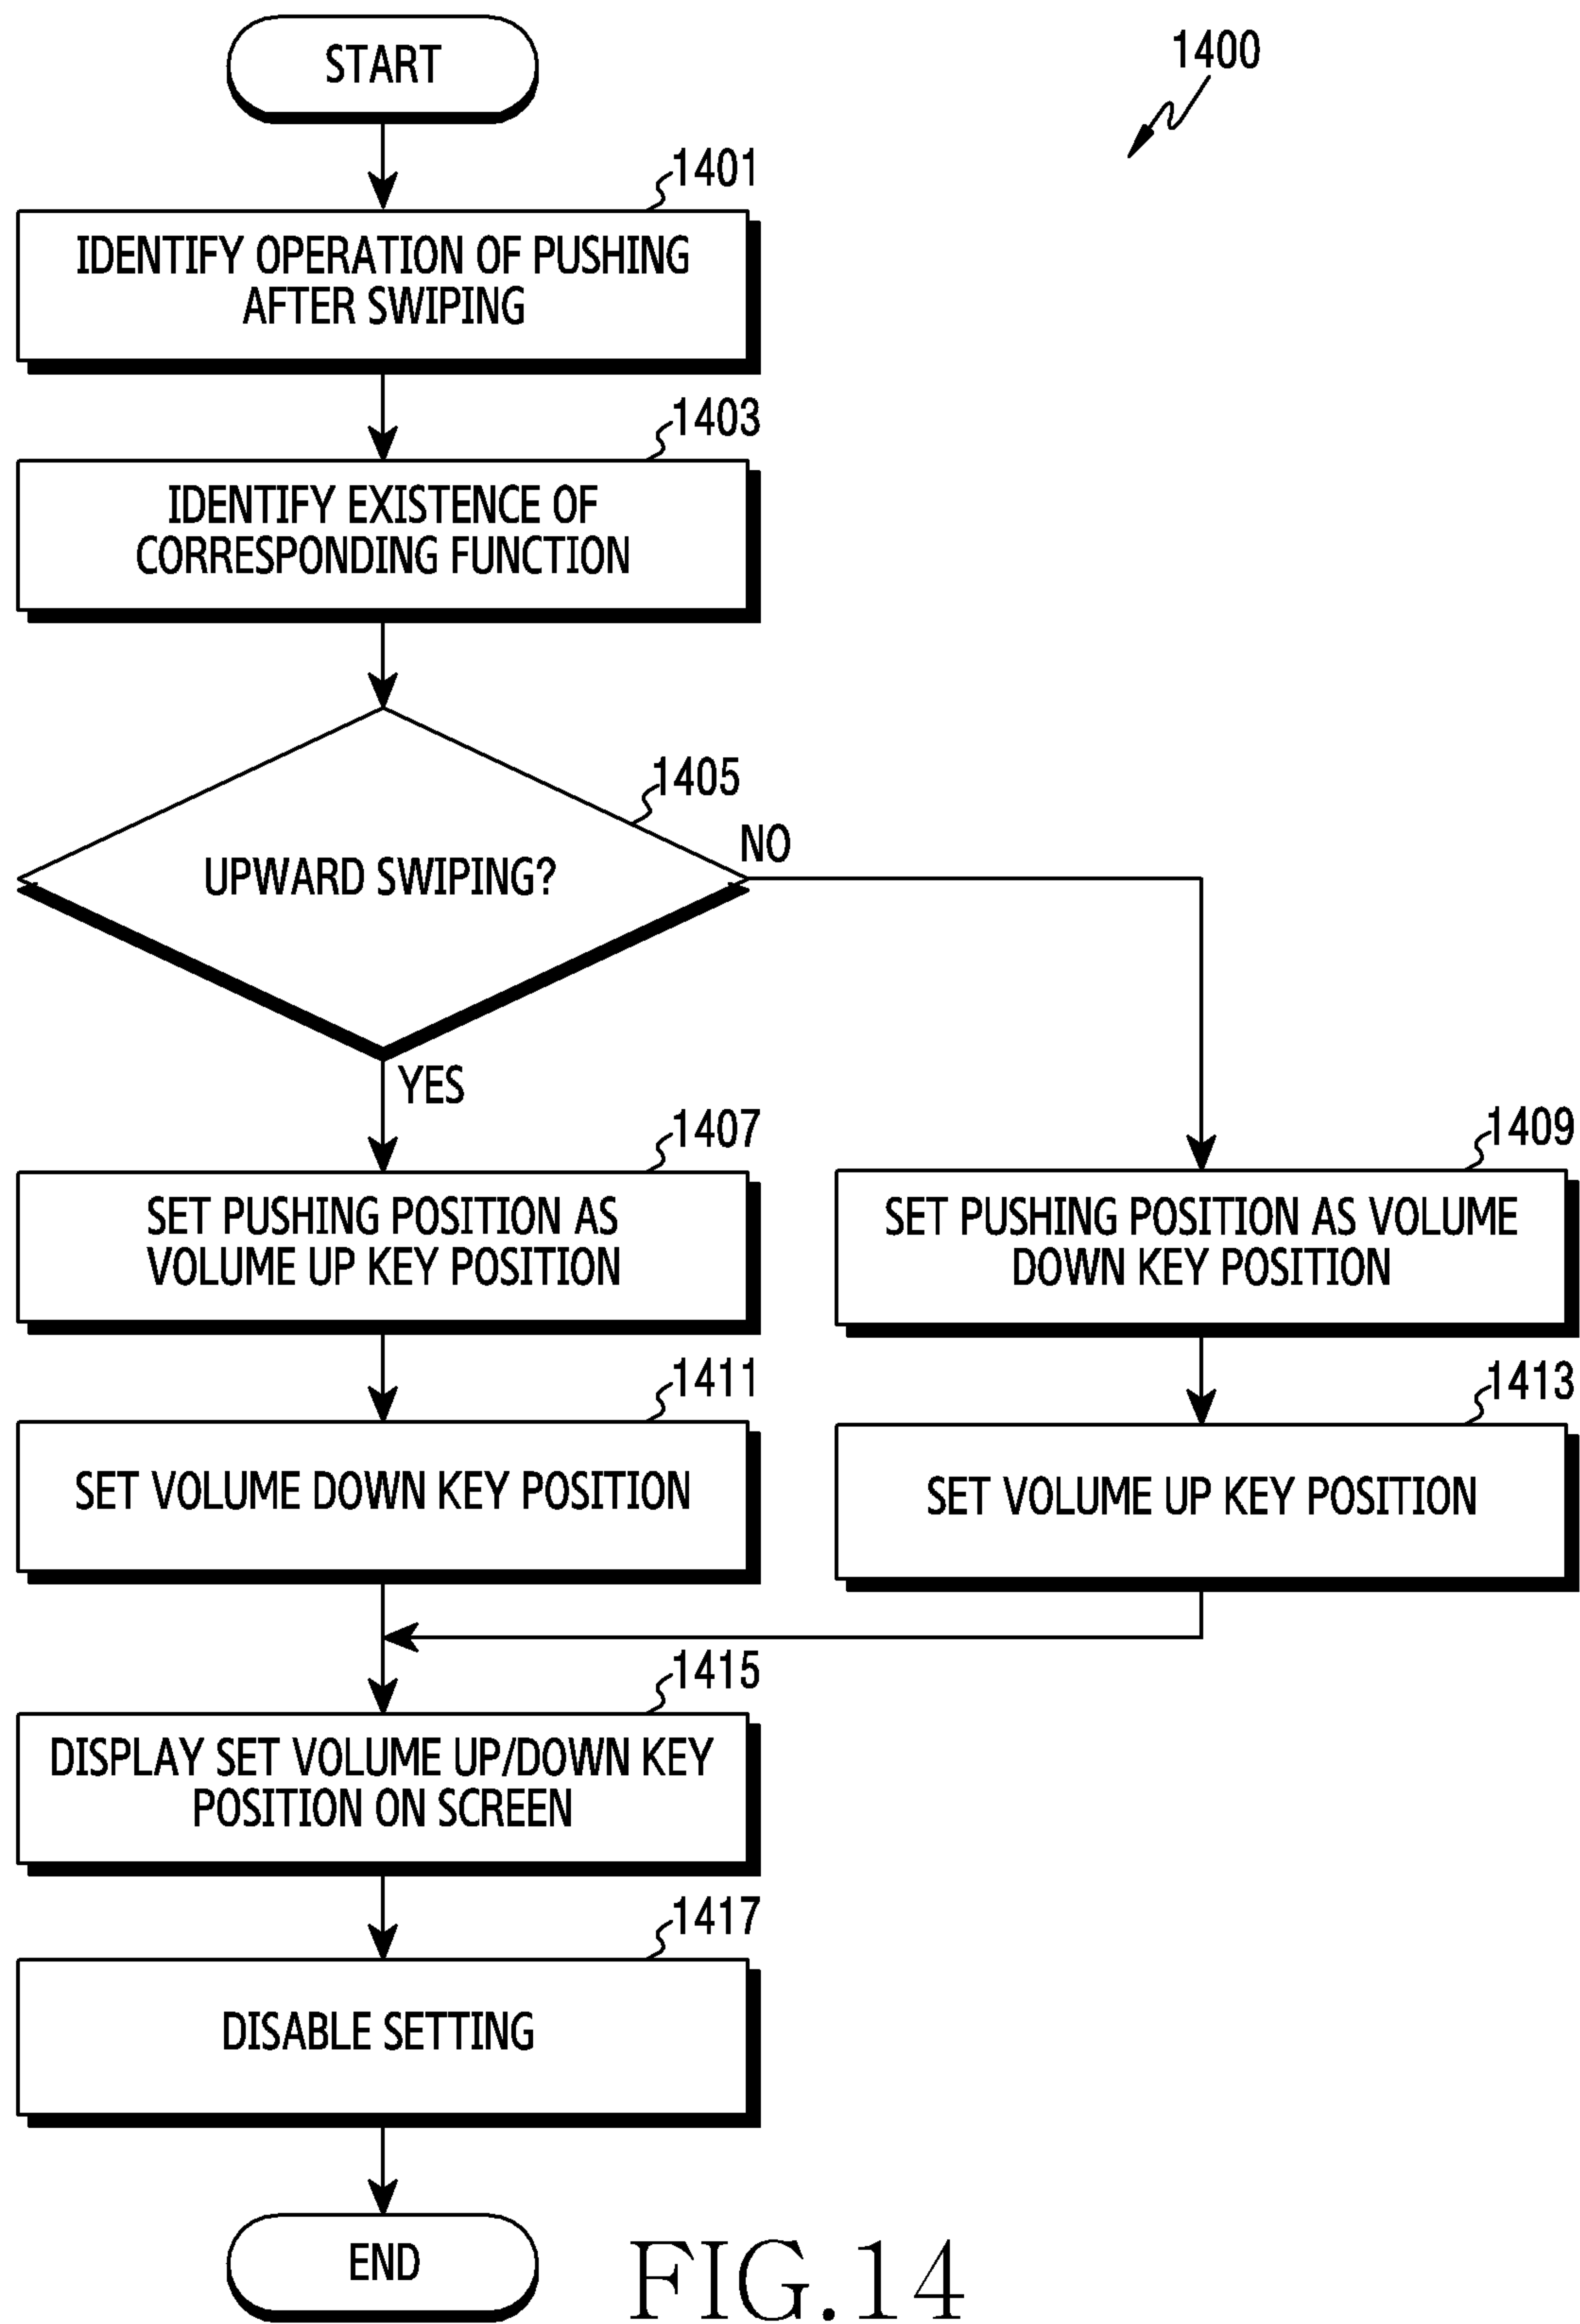 START
1400
1401
IDENTIFY OPERATION OF PUSHING
AFTER SWIPING
1403
IDENTIFY EXISTENCE OF
CORRESPONDING FUNCTION
1405
UPWARD SWIPING?
NO
YES
1407
SET PUSHING POSITION AS
VOLUME UP KEY POSITION
1409
SET PUSHING POSITION AS VOLUME
DOWN KEY POSITION
1411
SET VOLUME DOWN KEY POSITION
1413
SET VOLUME UP KEY POSITION
1415
DISPLAY SET VOLUME UP/DOWN KEY
POSITION ON SCREEN
1417
DISABLE SETTING
END
FIG.14